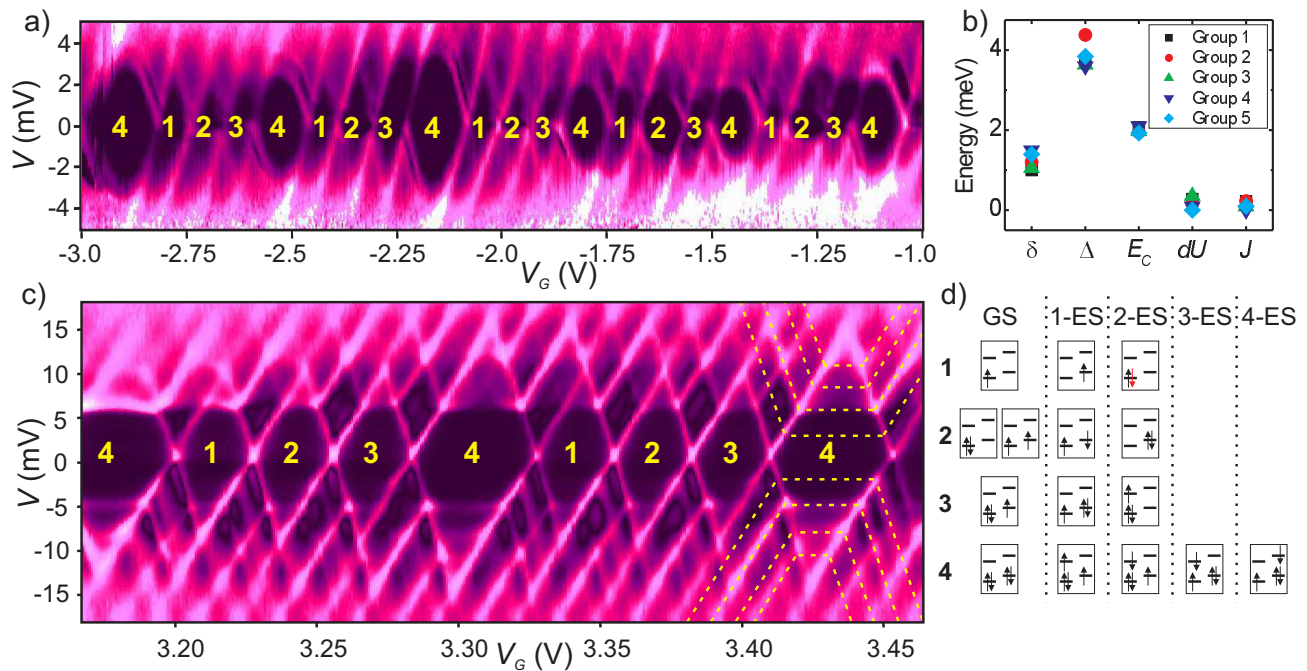 a)
V (mV)
4
2
0
-2
-4
4 1 2 3 4 1 2 3 4 1 2 3 4 1 2 3 4 1 2 3 4
-3.0 -2.75 -2.5 -2.25 -2.0 -1.75 -1.5 -1.25 -1.0
V_G (V)
b)
Energy (meV)
4
2
0
Group 1
Group 2
Group 3
Group 4
Group 5
δ Δ E_C dU J
c)
V (mV)
15
10
5
0
-5
-10
-15
4 1 2 3 4 1 2 3 4
3.20 3.25 3.30 3.35 3.40 3.45
V_G (V)
d)
GS 1-ES 2-ES 3-ES 4-ES
1
2
3
4